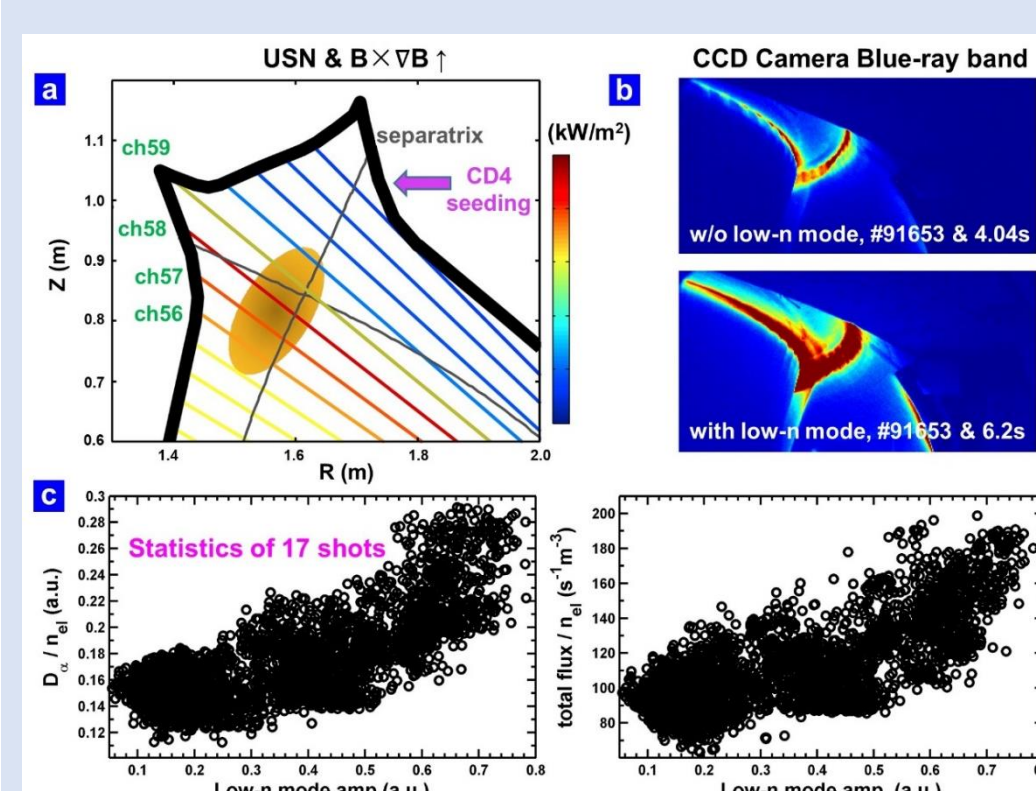 USN & B×∇B ↑
CCD Camera Blue-ray band
a
b
ch59
ch58
ch57
ch56
separatrix
CD4
seeding
(kW/m²)
Z (m)
1.1
1.0
0.9
0.8
0.7
0.6
1.4
1.6
1.8
2.0
R (m)
w/o low-n mode, #91653 & 4.04s
with low-n mode, #91653 & 6.2s
c
Statistics of 17 shots
Dα / nel (a.u.)
0.3
0.28
0.26
0.24
0.22
0.2
0.18
0.16
0.14
0.12
0.1
0.2
0.3
0.4
0.5
0.6
0.7
0.8
Low-n mode amp (a.u.)
total flux / nel (s⁻¹m⁻³)
200
180
160
140
120
100
80
0.1
0.2
0.3
0.4
0.5
0.6
0.7
Low-n mode amp. (a.u.)